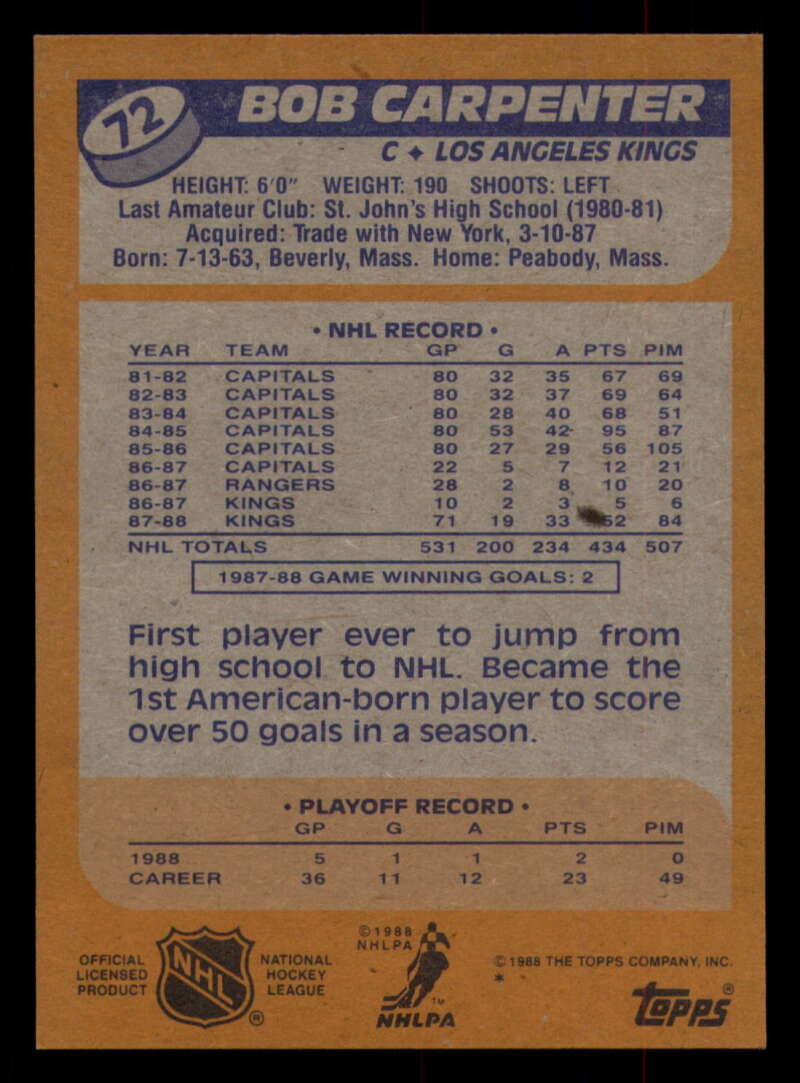 72
BOB CARPENTER
C ✦ LOS ANGELES KINGS
HEIGHT: 6'0" WEIGHT: 190 SHOOTS: LEFT
Last Amateur Club: St. John's High School (1980-81)
Acquired: Trade with New York, 3-10-87
Born: 7-13-63, Beverly, Mass. Home: Peabody, Mass.
• NHL RECORD •
YEAR TEAM GP G A PTS PIM
81-82 CAPITALS 80 32 35 67 69
82-83 CAPITALS 80 32 37 69 64
83-84 CAPITALS 80 28 40 68 51
84-85 CAPITALS 80 53 42 95 87
85-86 CAPITALS 80 27 29 56 105
86-87 CAPITALS 22 5 7 12 21
86-87 RANGERS 28 2 8 10 20
86-87 KINGS 10 2 3 5 6
87-88 KINGS 71 19 33 52 84
NHL TOTALS 531 200 234 434 507
1987-88 GAME WINNING GOALS: 2
First player ever to jump from
high school to NHL. Became the
1st American-born player to score
over 50 goals in a season.
• PLAYOFF RECORD •
GP G A PTS PIM
1988 5 1 1 2 0
CAREER 36 11 12 23 49
OFFICIAL
LICENSED
PRODUCT
NHL
®
NATIONAL
HOCKEY
LEAGUE
©1988
NHLPA
TM
NHLPA
©1988 THE TOPPS COMPANY, INC.
*
Topps®